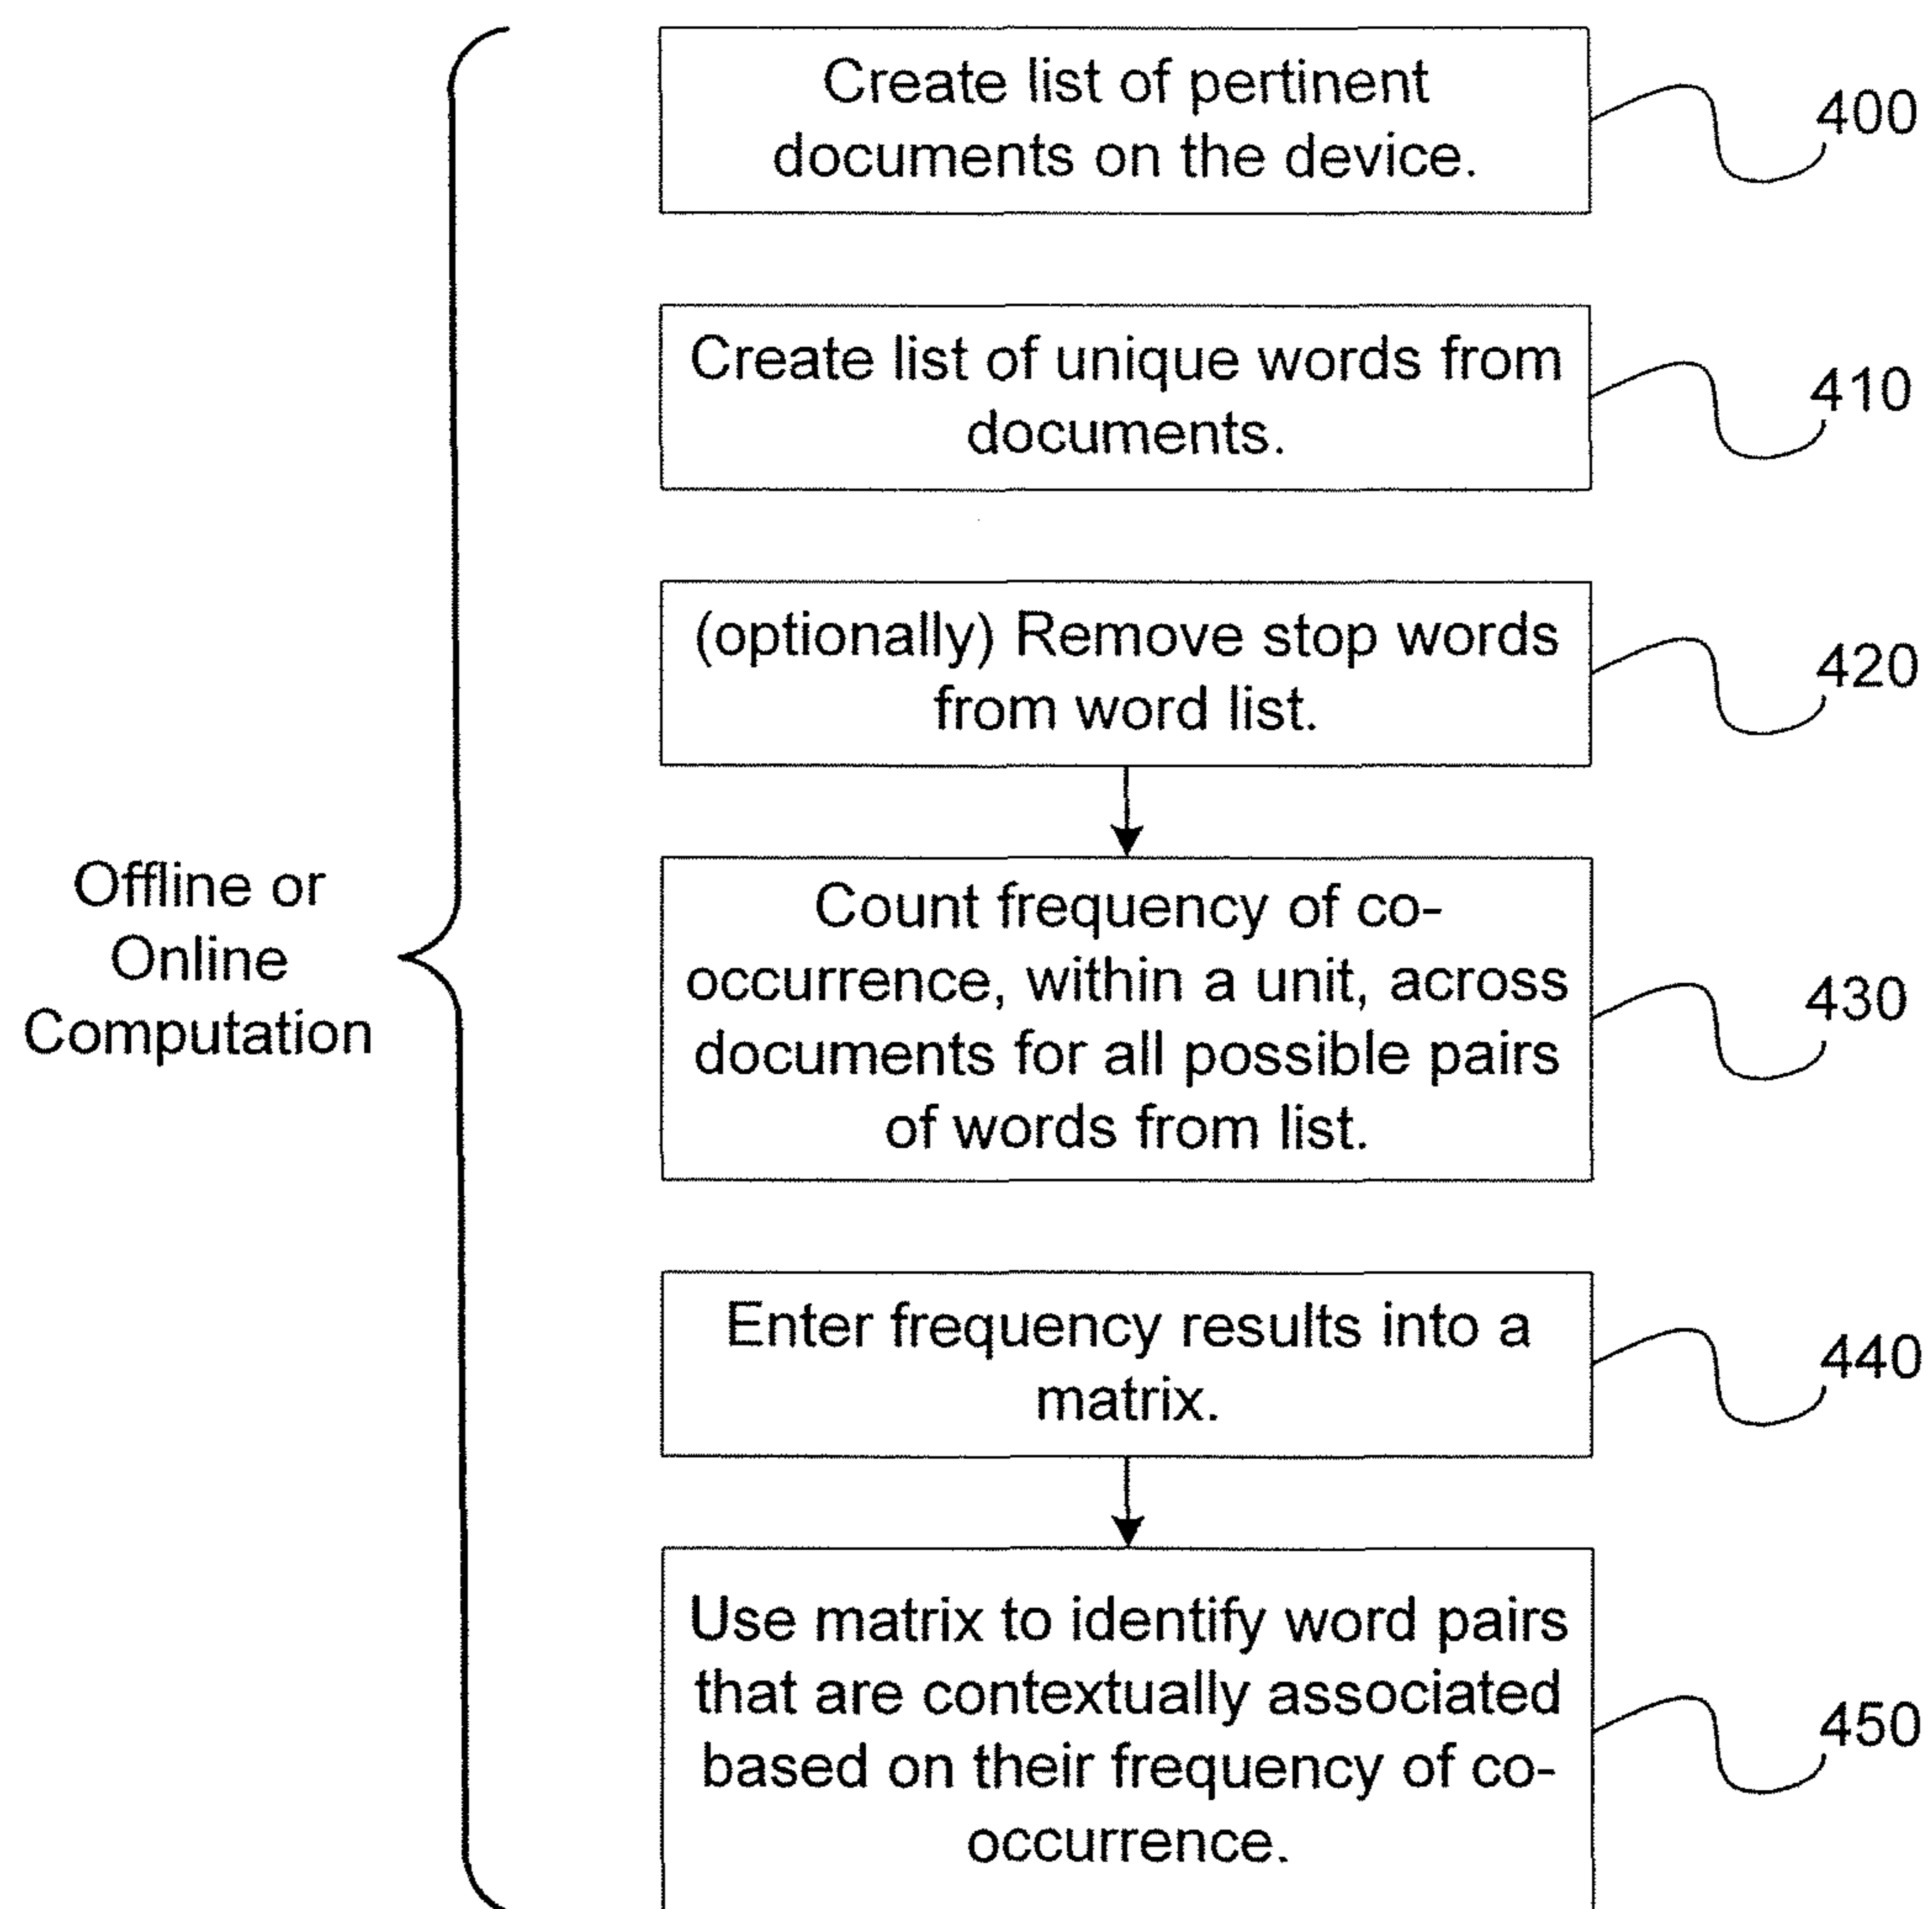 Create list of pertinent
documents on the device.
400
Create list of unique words from
documents.
410
(optionally) Remove stop words
from word list.
420
Offline or
Online
Computation
Count frequency of co-
occurrence, within a unit, across
documents for all possible pairs
of words from list.
430
Enter frequency results into a
matrix.
440
Use matrix to identify word pairs
that are contextually associated
based on their frequency of co-
occurrence.
450